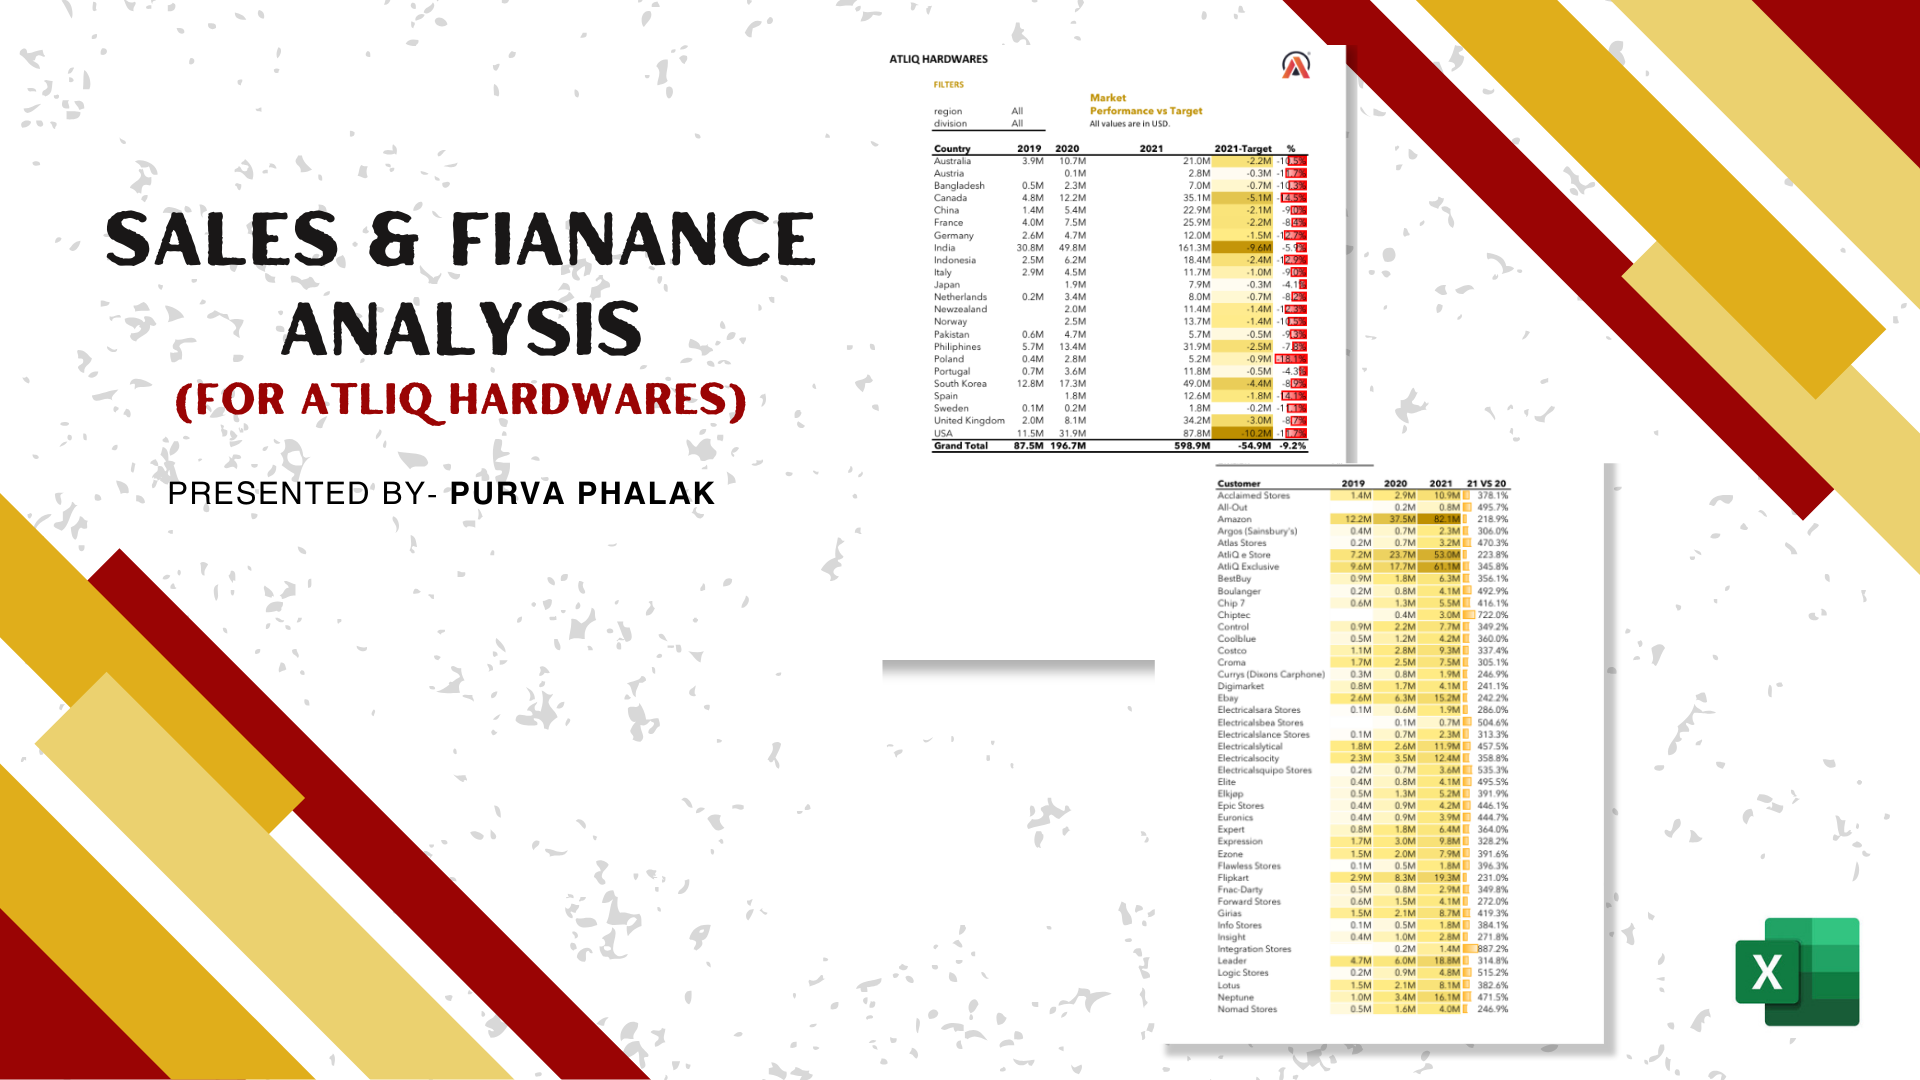 SALES & FIANANCE
ANALYSIS
(FOR ATLIQ HARDWARES)
PRESENTED BY- PURVA PHALAK
ATLIQ HARDWARES
FILTERS
Market
region All Performance vs Target
division All All values are in USD.
Country 2019 2020 2021 2021-Target %
Australia 3.9M 10.7M 21.0M -2.2M -10.5%
Austria 0.1M 2.8M -0.3M
Bangladesh 0.5M 2.3M 7.0M -0.7M -10.3%
Canada 4.8M 12.2M 35.1M -5.1M -14.5%
China 1.4M 5.4M 22.9M -2.1M
France 4.0M 7.5M 25.9M -2.2M
Germany 2.6M 4.7M 12.0M -1.5M -12.7%
India 30.8M 49.8M 161.3M -9.6M
Indonesia 2.5M 6.2M 18.4M -2.4M -12.9%
Italy 2.9M 4.5M 11.7M -1.0M
Japan 1.9M 7.9M -0.3M
Netherlands 0.2M 3.4M 8.0M -0.7M
Newzealand 2.0M 11.4M -1.4M -12.3%
Norway 2.5M 13.7M -1.4M -10.5%
Pakistan 0.6M 4.7M 5.7M -0.5M
Philiphines 5.7M 13.4M 31.9M -2.5M
Poland 0.4M 2.8M 5.2M -0.9M
Portugal 0.7M 3.6M 11.8M -0.5M
South Korea 12.8M 17.3M 49.0M -4.4M
Spain 1.8M 12.6M -1.8M -14.1%
Sweden 0.1M 0.2M 1.8M -0.2M
United Kingdom 2.0M 8.1M 34.2M -3.0M
USA 11.5M 31.9M 87.8M -10.2M
Grand Total 87.5M 196.7M 598.9M -54.9M -9.2%
Customer 2019 2020 2021 21 VS 20
Acclaimed Stores 1.4M 2.9M 10.9M 378.1%
All-Out 0.2M 0.8M 495.7%
Amazon 12.2M 37.5M 82.1M 218.9%
Argos (Sainsbury's) 0.4M 0.7M 2.3M 306.0%
Atlas Stores 0.2M 0.7M 3.2M 470.3%
AtliQ e Store 7.2M 23.7M 53.0M 223.8%
AtliQ Exclusive 9.6M 17.7M 61.1M 345.8%
BestBuy 0.9M 1.8M 6.3M 356.1%
Boulanger 0.2M 0.8M 4.1M 492.9%
Chip 7 0.6M 1.3M 5.5M 416.1%
Chiptec 0.4M 3.0M 722.0%
Control 0.9M 2.2M 7.7M 349.2%
Coolblue 0.5M 1.2M 4.2M 360.0%
Costco 1.1M 2.8M 9.3M 337.4%
Croma 1.7M 2.5M 7.5M 305.1%
Currys (Dixons Carphone) 0.3M 0.8M 1.9M 246.9%
Digimarket 0.8M 1.7M 4.1M 241.1%
Ebay 2.6M 6.3M 15.2M 242.2%
Electricalsara Stores 0.1M 0.6M 1.9M 286.0%
Electricalsbea Stores 0.1M 0.7M 504.6%
Electricalslance Stores 0.1M 0.7M 2.3M 313.3%
Electricalslytical 1.8M 2.6M 11.9M 457.5%
Electricalsocity 2.3M 3.5M 12.4M 358.8%
Electricalsquipo Stores 0.2M 0.7M 3.6M 535.3%
Elite 0.4M 0.8M 4.1M 495.5%
Elkjøp 0.5M 1.3M 5.2M 391.9%
Epic Stores 0.4M 0.9M 4.2M 446.1%
Euronics 0.4M 0.9M 3.9M 444.7%
Expert 0.8M 1.8M 6.4M 364.0%
Expression 1.7M 3.0M 9.8M 328.2%
Ezone 1.5M 2.0M 7.9M 391.6%
Flawless Stores 0.1M 0.5M 1.8M 396.3%
Flipkart 2.9M 8.3M 19.3M 231.0%
Fnac-Darty 0.5M 0.8M 2.9M 349.8%
Forward Stores 0.6M 1.5M 4.1M 272.0%
Girias 1.5M 2.1M 8.7M 419.3%
Info Stores 0.1M 0.5M 1.8M 384.1%
Insight 0.4M 1.0M 2.8M 271.8%
Integration Stores 0.2M 1.4M 887.2%
Leader 4.7M 6.0M 18.8M 314.8%
Logic Stores 0.2M 0.9M 4.8M 515.2%
Lotus 1.5M 2.1M 8.1M 382.6%
Neptune 1.0M 3.4M 16.1M 471.5%
Nomad Stores 0.5M 1.6M 4.0M 246.9%
X